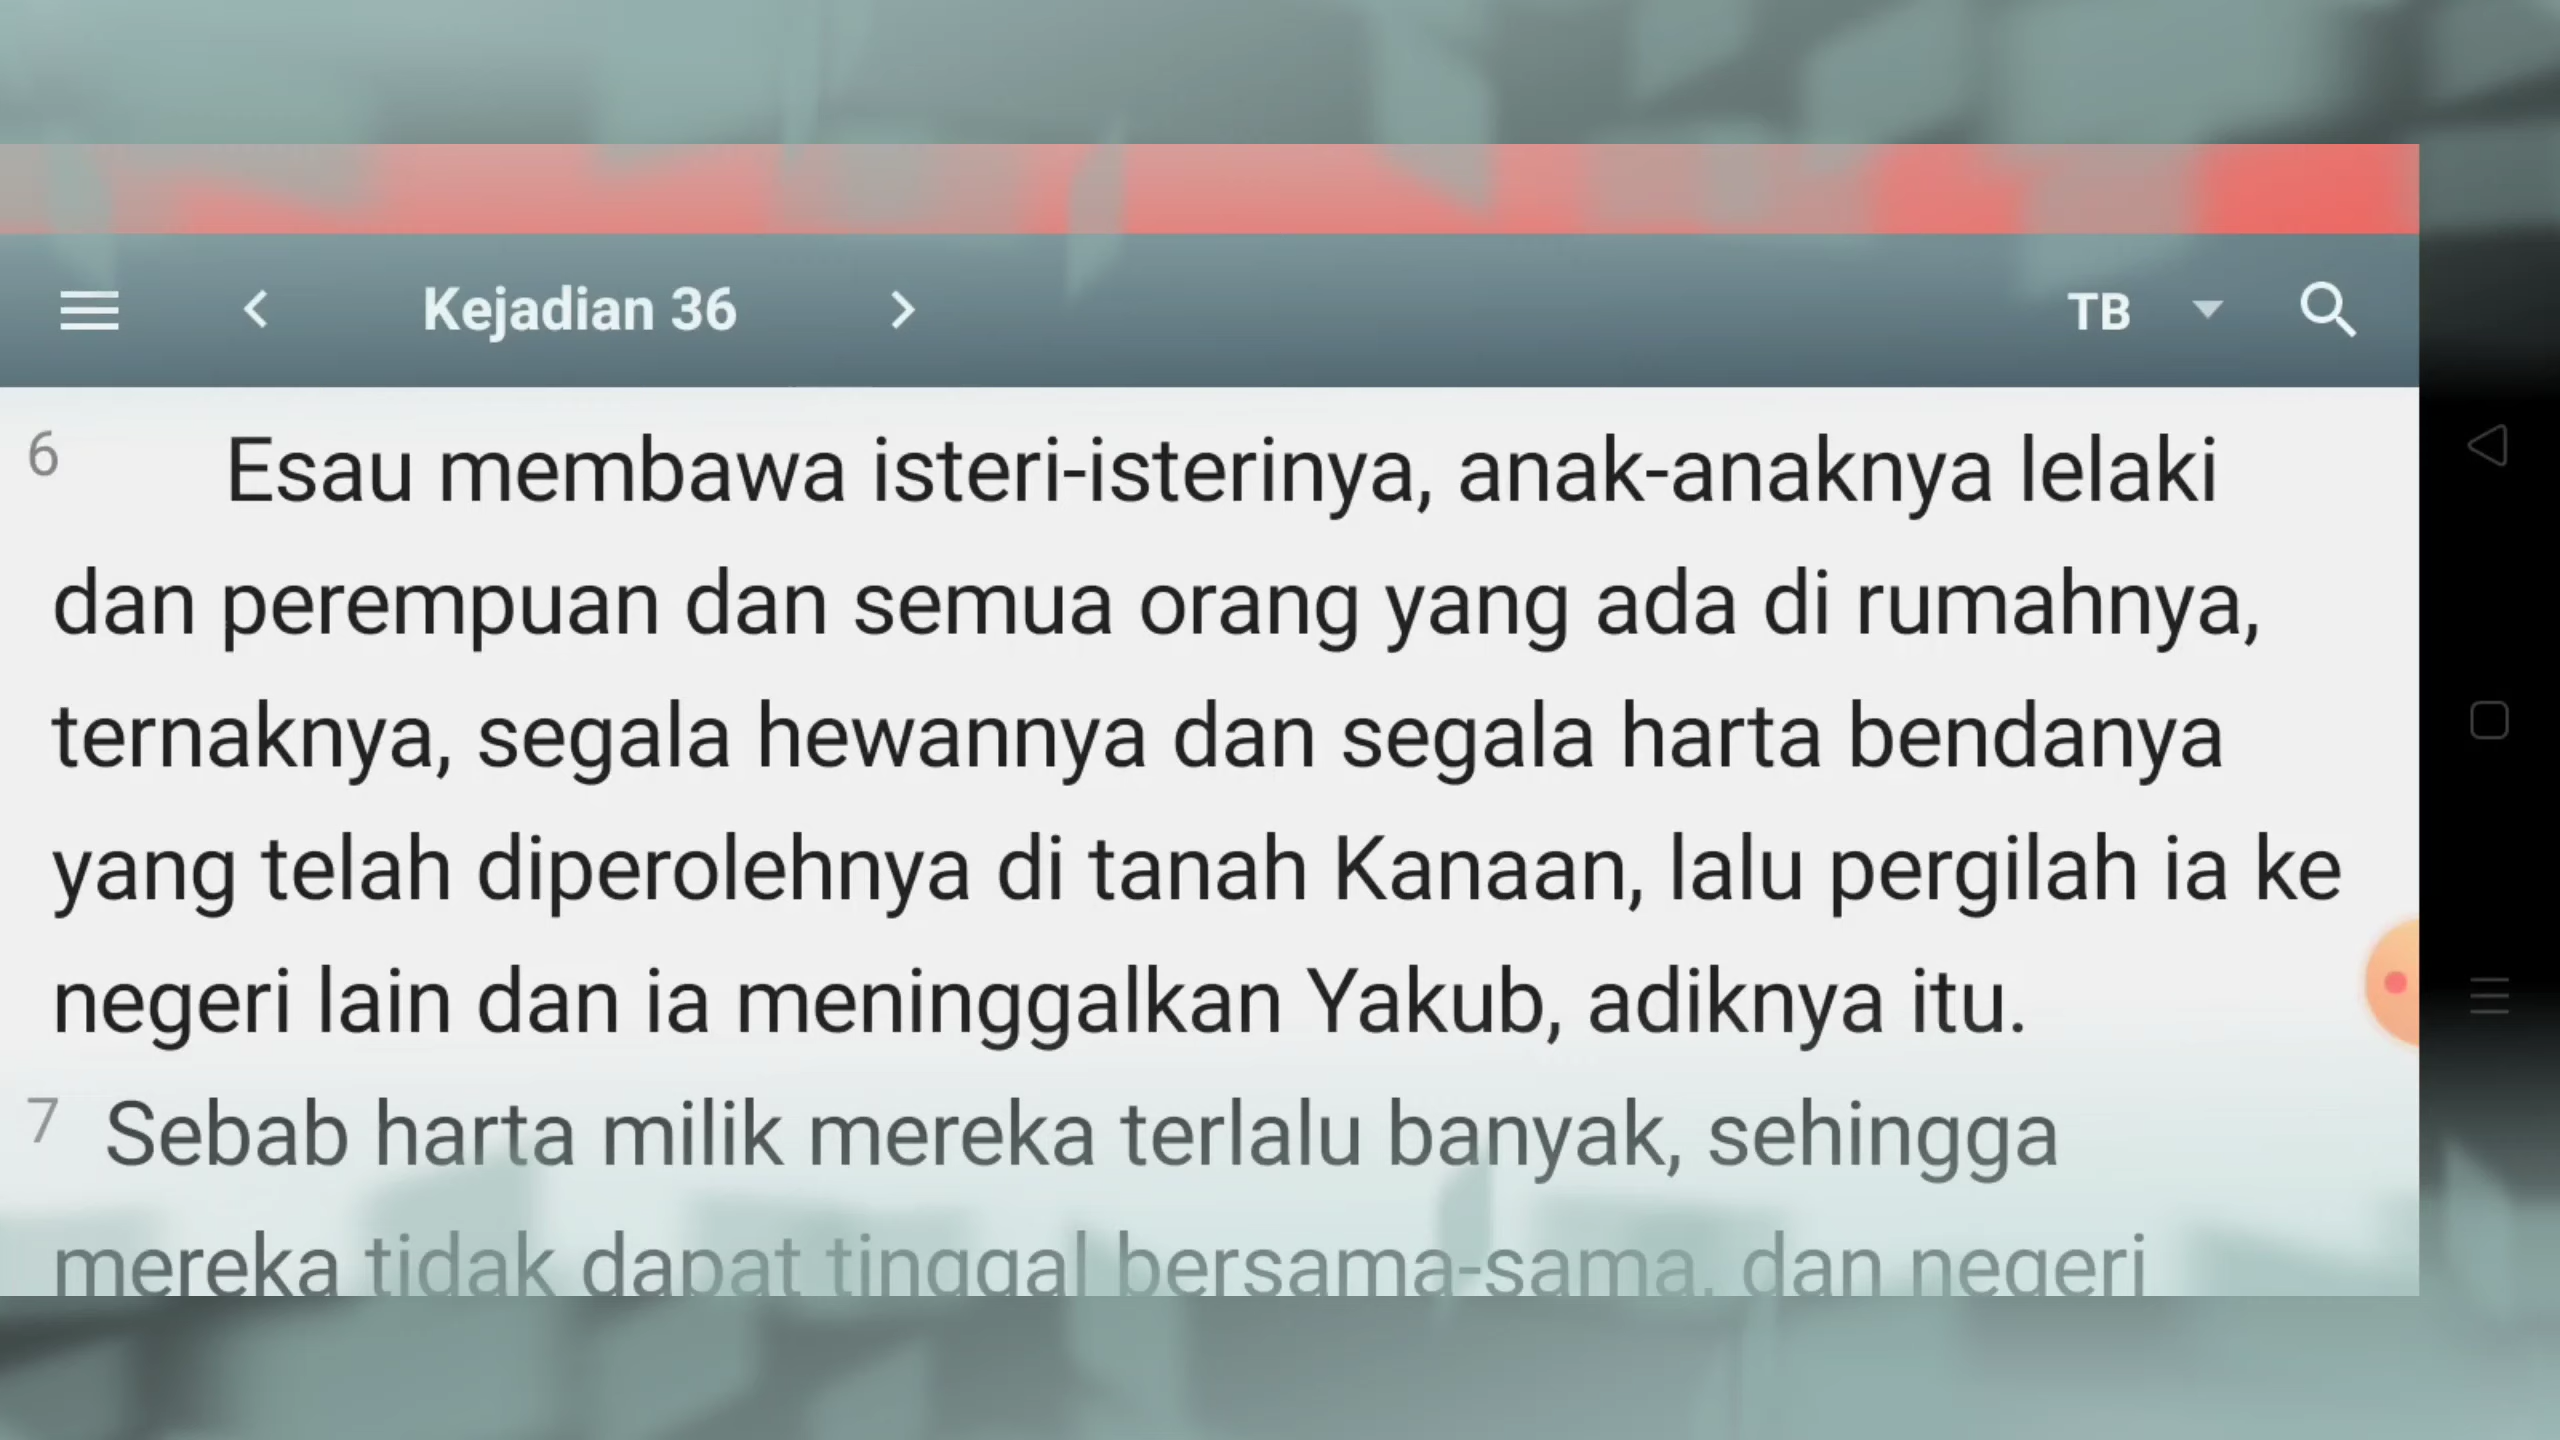 Kejadian 36
TB
6 Esau membawa isteri-isterinya, anak-anaknya lelaki
dan perempuan dan semua orang yang ada di rumahnya,
ternaknya, segala hewannya dan segala harta bendanya
yang telah diperolehnya di tanah Kanaan, lalu pergilah ia ke
negeri lain dan ia meninggalkan Yakub, adiknya itu.
7 Sebab harta milik mereka terlalu banyak, sehingga
mereka tidak dapat tinggal bersama-sama, dan negeri